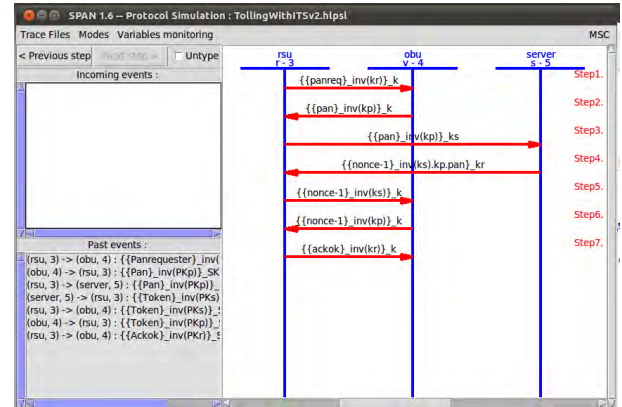 SPAN 1.6 – Protocol Simulation : TollingWithITSv2.hlpsl
Trace Files Modes Variables monitoring MSC
< Previous step Next step > Untype
Incoming events :
Past events :
(rsu, 3) -> (obu, 4) : {{Panrequester}_inv(
(obu, 4) -> (rsu, 3) : {{Pan}_inv(PKp)}_SK
(rsu, 3) -> (server, 5) : {{Pan}_inv(PKp)}_
(server, 5) -> (rsu, 3) : {{Token}_inv(PKs)
(rsu, 3) -> (obu, 4) : {{Token}_inv(PKs)}_S
(obu, 4) -> (rsu, 3) : {{Token}_inv(PKp)}_S
(rsu, 3) -> (obu, 4) : {{Ackok}_inv(PKr)}_S
rsu obu server
r - 3 v - 4 s - 5
{{panreq}_inv(kr)}_k Step1.
{{pan}_inv(kp)}_k Step2.
{{pan}_inv(kp)}_ks Step3.
{{nonce-1}_inv(ks).kp.pan}_kr Step4.
{{nonce-1}_inv(ks)}_k Step5.
{{nonce-1}_inv(kp)}_k Step6.
{{ackok}_inv(kr)}_k Step7.